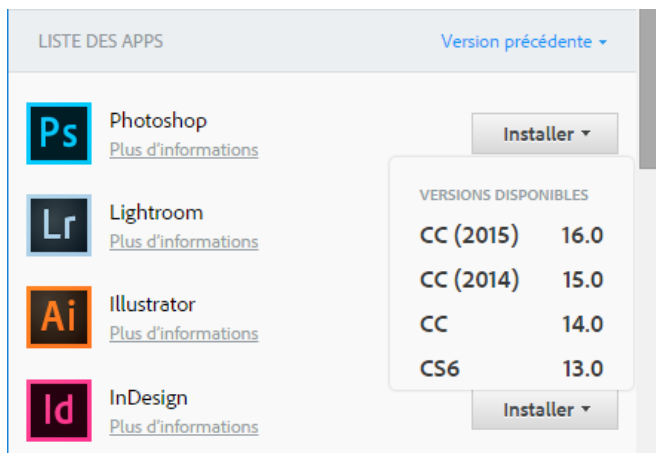 LISTE DES APPS Version précédente
Ps Photoshop Installer
Plus d'informations
VERSIONS DISPONIBLES
CC (2015) 16.0
CC (2014) 15.0
CC 14.0
CS6 13.0
Lr Lightroom
Plus d'informations
Ai Illustrator
Plus d'informations
Id InDesign Installer
Plus d'informations